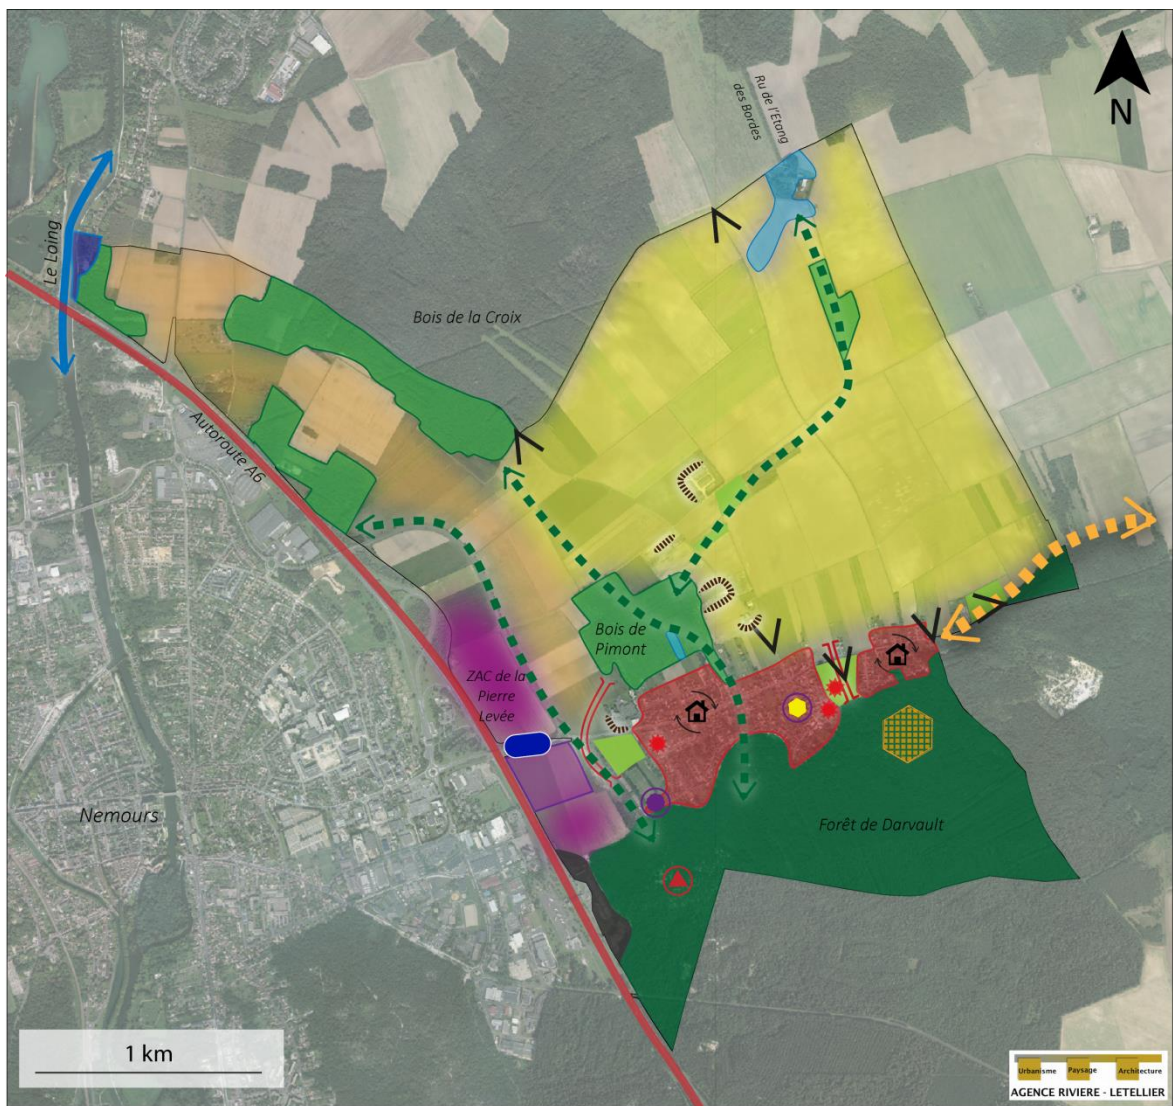 N
Ru de l'Etang
des Bordes
Le Loing
Bois de la Croix
Autoroute A6
Bois de
Pimont
ZAC de la
Pierre
Levée
Nemours
Forêt de Darvault
1 km
Urbanisme Paysage Architecture
AGENCE RIVIERE - LETELLIER